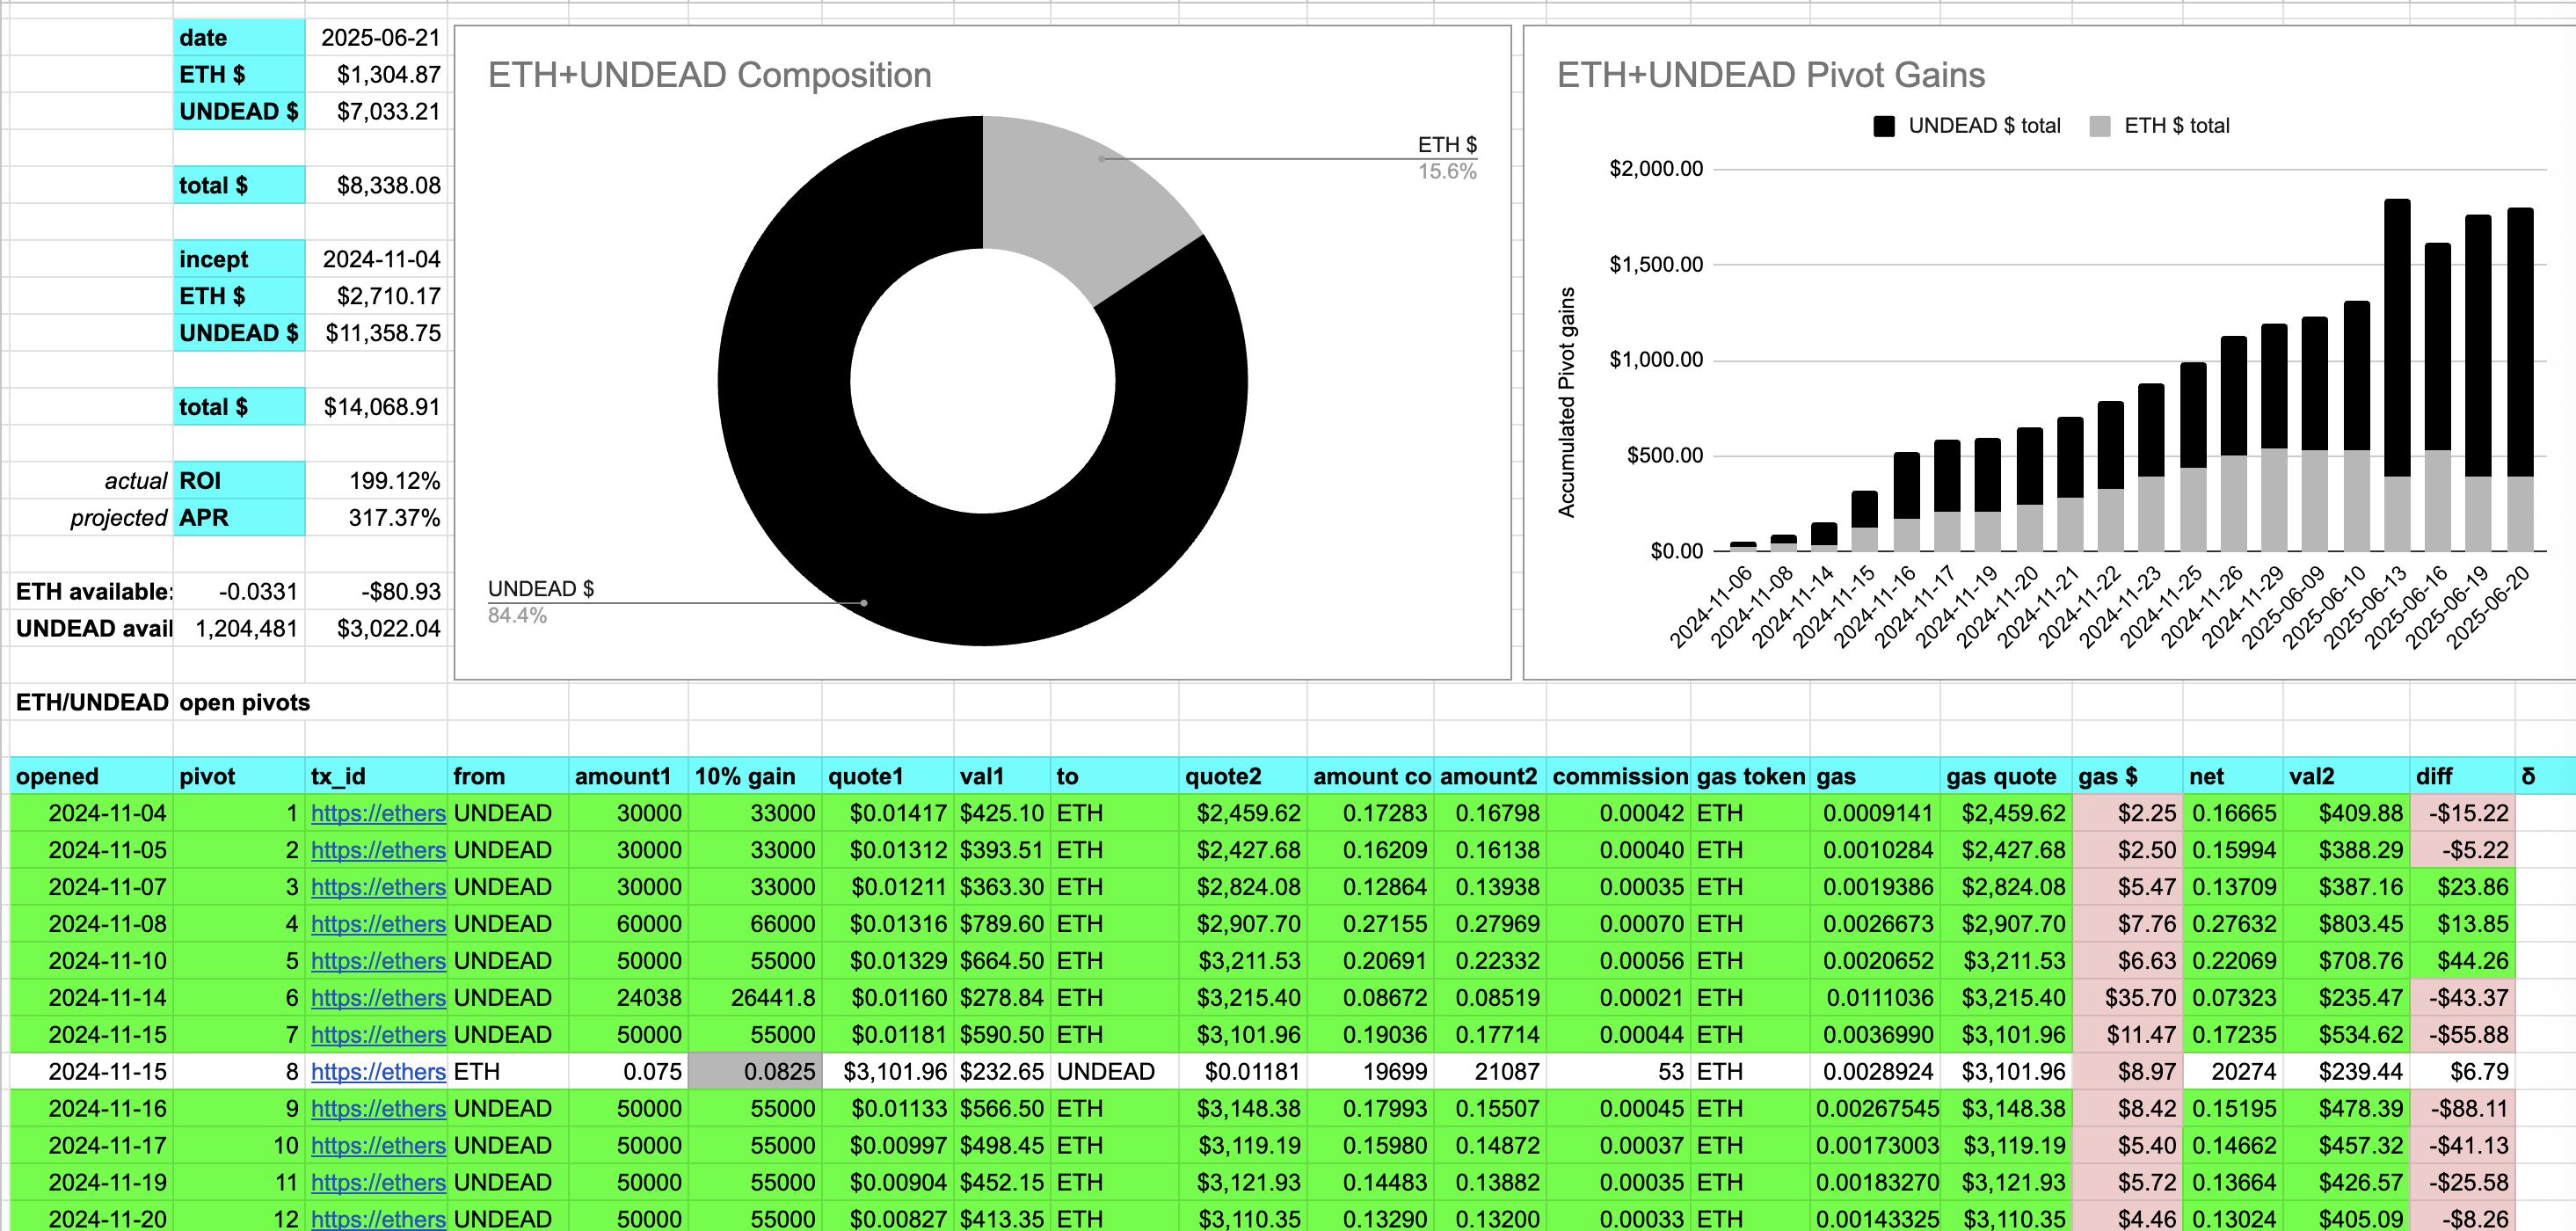 date 2025-06-21
ETH $ $1,304.87
UNDEAD $ $7,033.21
total $ $8,338.08
incept 2024-11-04
ETH $ $2,710.17
UNDEAD $ $11,358.75
total $ $14,068.91
actual ROI 199.12%
projected APR 317.37%
ETH available: -0.0331 -$80.93
UNDEAD avail 1,204,481 $3,022.04
ETH+UNDEAD Composition
ETH $
15.6%
UNDEAD $
84.4%
ETH+UNDEAD Pivot Gains
UNDEAD $ total ETH $ total
Accumulated Pivot gains
$2,000.00
$1,500.00
$1,000.00
$500.00
$0.00
2024-11-06 2024-11-08 2024-11-14 2024-11-15 2024-11-16 2024-11-17 2024-11-19 2024-11-20 2024-11-21 2024-11-22 2024-11-23 2024-11-25 2024-11-26 2024-11-29 2025-06-09 2025-06-10 2025-06-13 2025-06-16 2025-06-19 2025-06-20
ETH/UNDEAD open pivots
opened pivot tx_id from amount1 10% gain quote1 val1 to quote2 amount co amount2 commission gas token gas gas quote gas $ net val2 diff δ
2024-11-04 1 https://ethers UNDEAD 30000 33000 $0.01417 $425.10 ETH $2,459.62 0.17283 0.16798 0.00042 ETH 0.0009141 $2,459.62 $2.25 0.16665 $409.88 -$15.22
2024-11-05 2 https://ethers UNDEAD 30000 33000 $0.01312 $393.51 ETH $2,427.68 0.16209 0.16138 0.00040 ETH 0.0010284 $2,427.68 $2.50 0.15994 $388.29 -$5.22
2024-11-07 3 https://ethers UNDEAD 30000 33000 $0.01211 $363.30 ETH $2,824.08 0.12864 0.13938 0.00035 ETH 0.0019386 $2,824.08 $5.47 0.13709 $387.16 $23.86
2024-11-08 4 https://ethers UNDEAD 60000 66000 $0.01316 $789.60 ETH $2,907.70 0.27155 0.27969 0.00070 ETH 0.0026673 $2,907.70 $7.76 0.27632 $803.45 $13.85
2024-11-10 5 https://ethers UNDEAD 50000 55000 $0.01329 $664.50 ETH $3,211.53 0.20691 0.22332 0.00056 ETH 0.0020652 $3,211.53 $6.63 0.22069 $708.76 $44.26
2024-11-14 6 https://ethers UNDEAD 24038 26441.8 $0.01160 $278.84 ETH $3,215.40 0.08672 0.08519 0.00021 ETH 0.0111036 $3,215.40 $35.70 0.07323 $235.47 -$43.37
2024-11-15 7 https://ethers UNDEAD 50000 55000 $0.01181 $590.50 ETH $3,101.96 0.19036 0.17714 0.00044 ETH 0.0036990 $3,101.96 $11.47 0.17235 $534.62 -$55.88
2024-11-15 8 https://ethers ETH 0.075 0.0825 $3,101.96 $232.65 UNDEAD $0.01181 19699 21087 53 ETH 0.0028924 $3,101.96 $8.97 20274 $239.44 $6.79
2024-11-16 9 https://ethers UNDEAD 50000 55000 $0.01133 $566.50 ETH $3,148.38 0.17993 0.15507 0.00045 ETH 0.00267545 $3,148.38 $8.42 0.15195 $478.39 -$88.11
2024-11-17 10 https://ethers UNDEAD 50000 55000 $0.00997 $498.45 ETH $3,119.19 0.15980 0.14872 0.00037 ETH 0.00173003 $3,119.19 $5.40 0.14662 $457.32 -$41.13
2024-11-19 11 https://ethers UNDEAD 50000 55000 $0.00904 $452.15 ETH $3,121.93 0.14483 0.13882 0.00035 ETH 0.00183270 $3,121.93 $5.72 0.13664 $426.57 -$25.58
2024-11-20 12 https://ethers UNDEAD 50000 55000 $0.00827 $413.35 ETH $3,110.35 0.13290 0.13200 0.00033 ETH 0.00143325 $3,110.35 $4.46 0.13024 $405.09 -$8.26